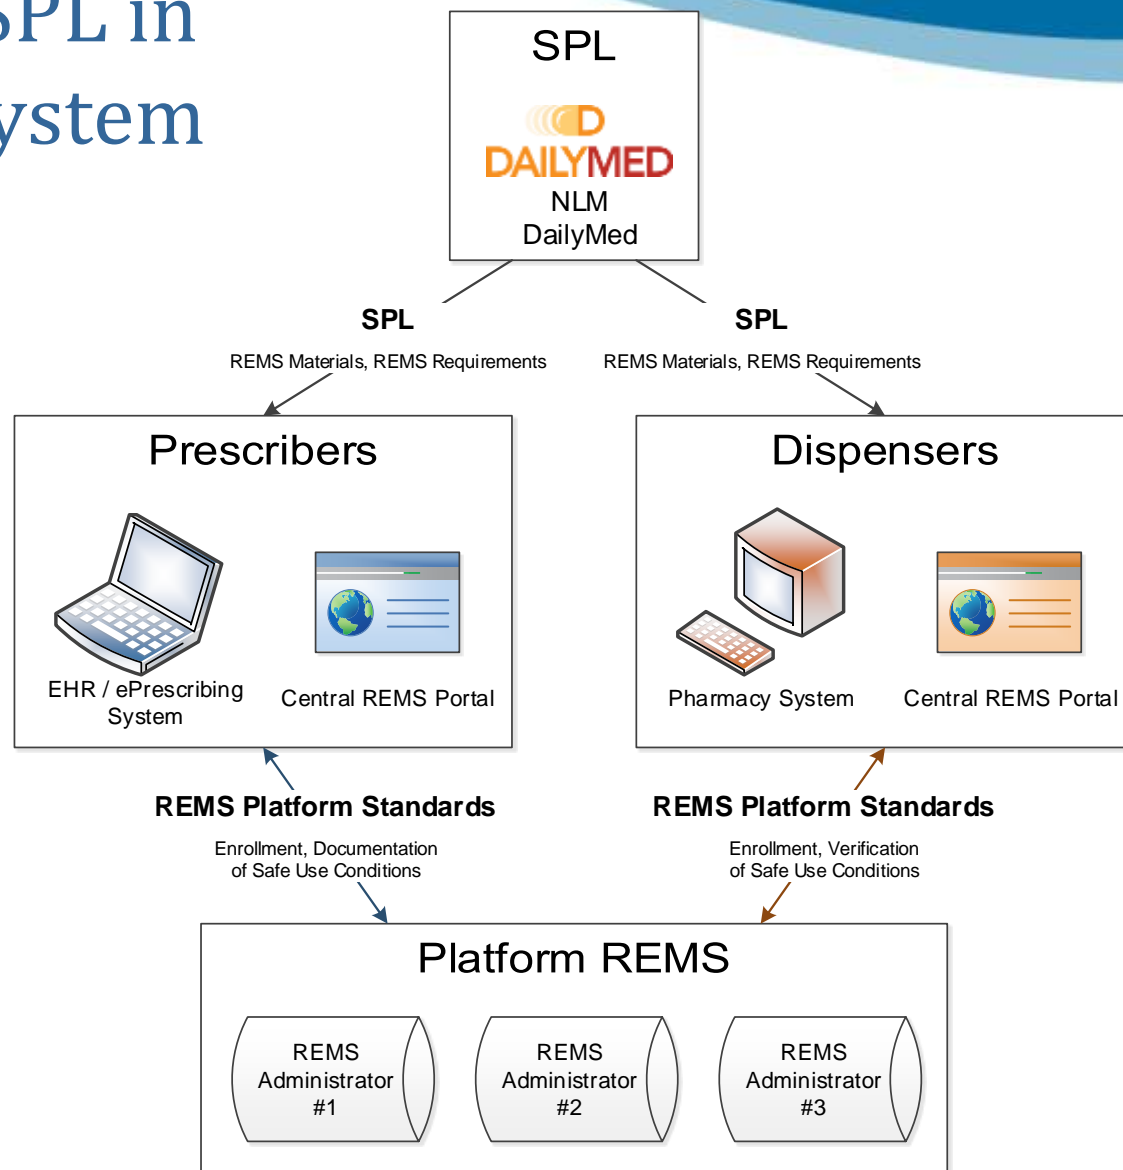 SPL in
ystem
SPL
DAILYMED
NLM
DailyMed
SPL
REMS Materials, REMS Requirements
SPL
REMS Materials, REMS Requirements
Prescribers
EHR / ePrescribing
System
Central REMS Portal
Dispensers
Pharmacy System
Central REMS Portal
REMS Platform Standards
Enrollment, Documentation
of Safe Use Conditions
REMS Platform Standards
Enrollment, Verification
of Safe Use Conditions
Platform REMS
REMS
Administrator
#1
REMS
Administrator
#2
REMS
Administrator
#3